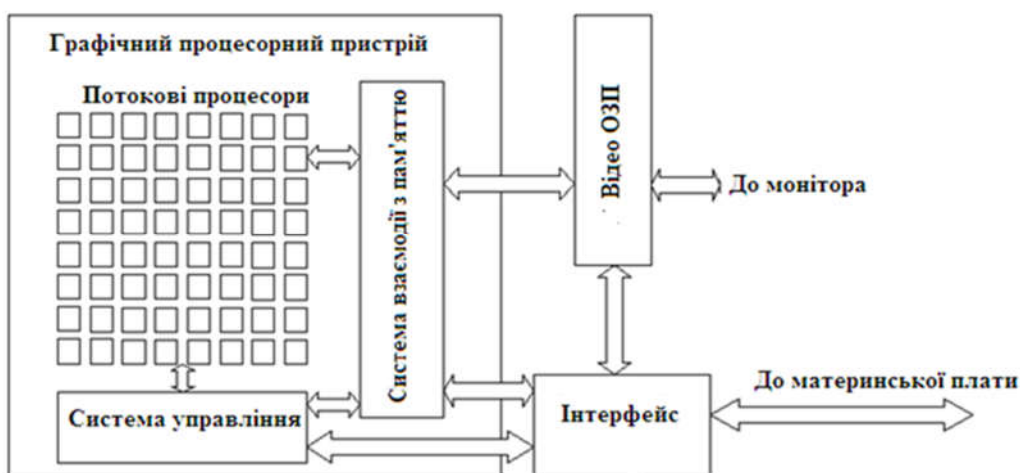 Графічний процесорний пристрій
Потокові процесори
Система взаємодії з пам'яттю
Відео ОЗП
До монітора
До материнської плати
Система управління
Інтерфейс